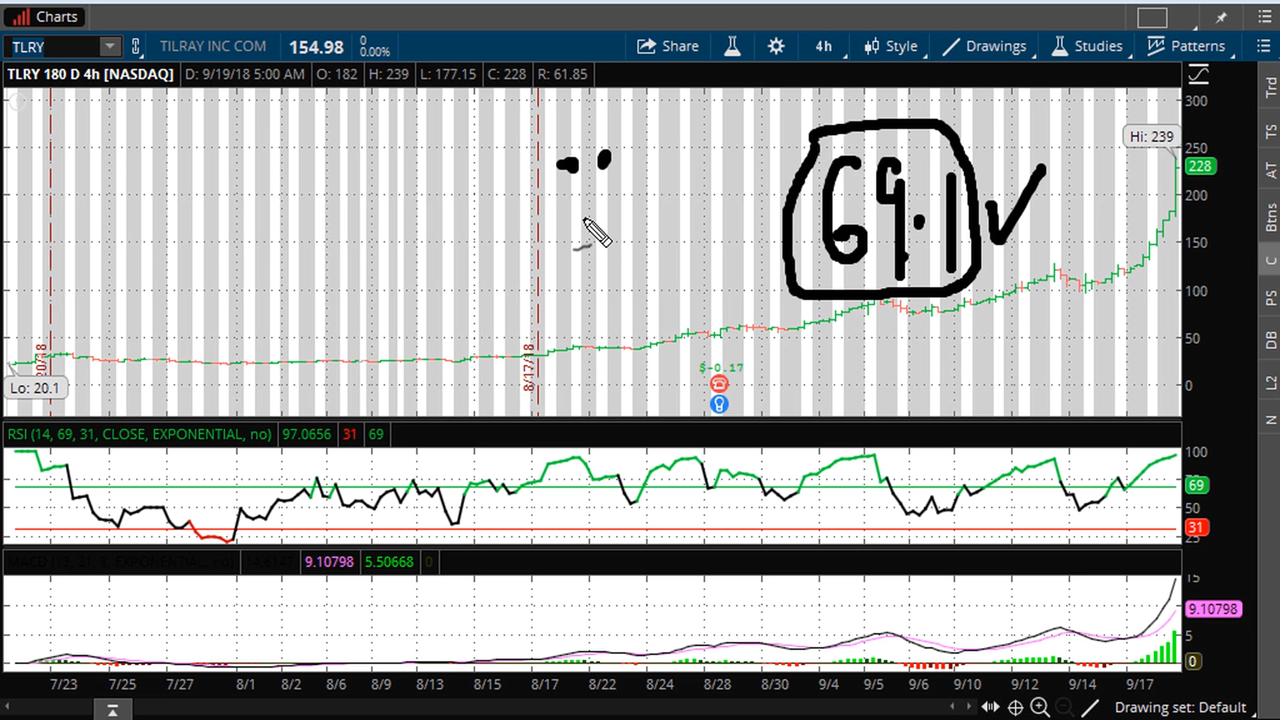 Charts
TLRY TILRAY INC COM 154.98 0 0.00% Share 4h Style Drawings Studies Patterns
TLRY 180 D 4h [NASDAQ] D: 9/19/18 5:00 AM O: 182 H: 239 L: 177.15 C: 228 R: 61.85
300
Hi: 239
250
228
200
150
100
50
0
69.1
8/17/18
$-0.17
Lo: 20.1
RSI (14, 69, 31, CLOSE, EXPONENTIAL, no) 97.0656 31 69
100
69
50
31
25
9.10798 5.50668 0
15
9.10798
5
0
7/23 7/25 7/27 8/1 8/2 8/6 8/9 8/13 8/15 8/17 8/22 8/24 8/28 8/30 9/4 9/5 9/6 9/10 9/12 9/14 9/17
Drawing set: Default
Trd
TS
AT
Btns
C
PS
DB
L2
N